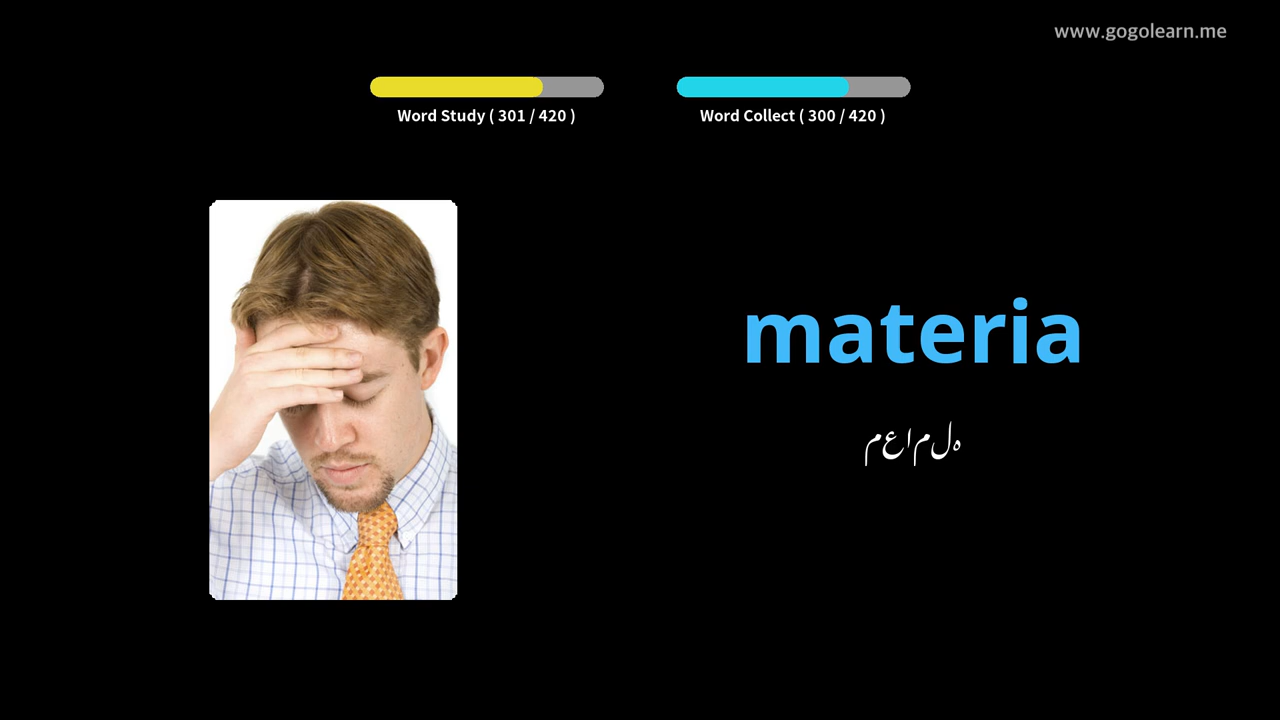 www.gogolearn.me
Word Study ( 301 / 420 )
Word Collect ( 300 / 420 )
materia
معاملہ